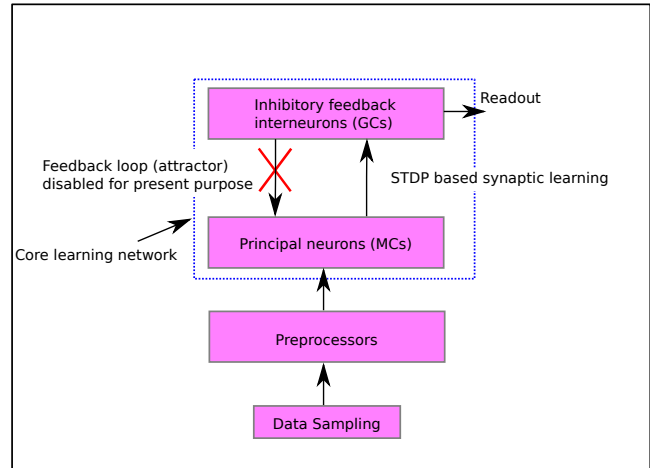 Inhibitory feedback
interneurons (GCs)
Readout
Feedback loop (attractor)
disabled for present purpose
STDP based synaptic learning
Principal neurons (MCs)
Core learning network
Preprocessors
Data Sampling